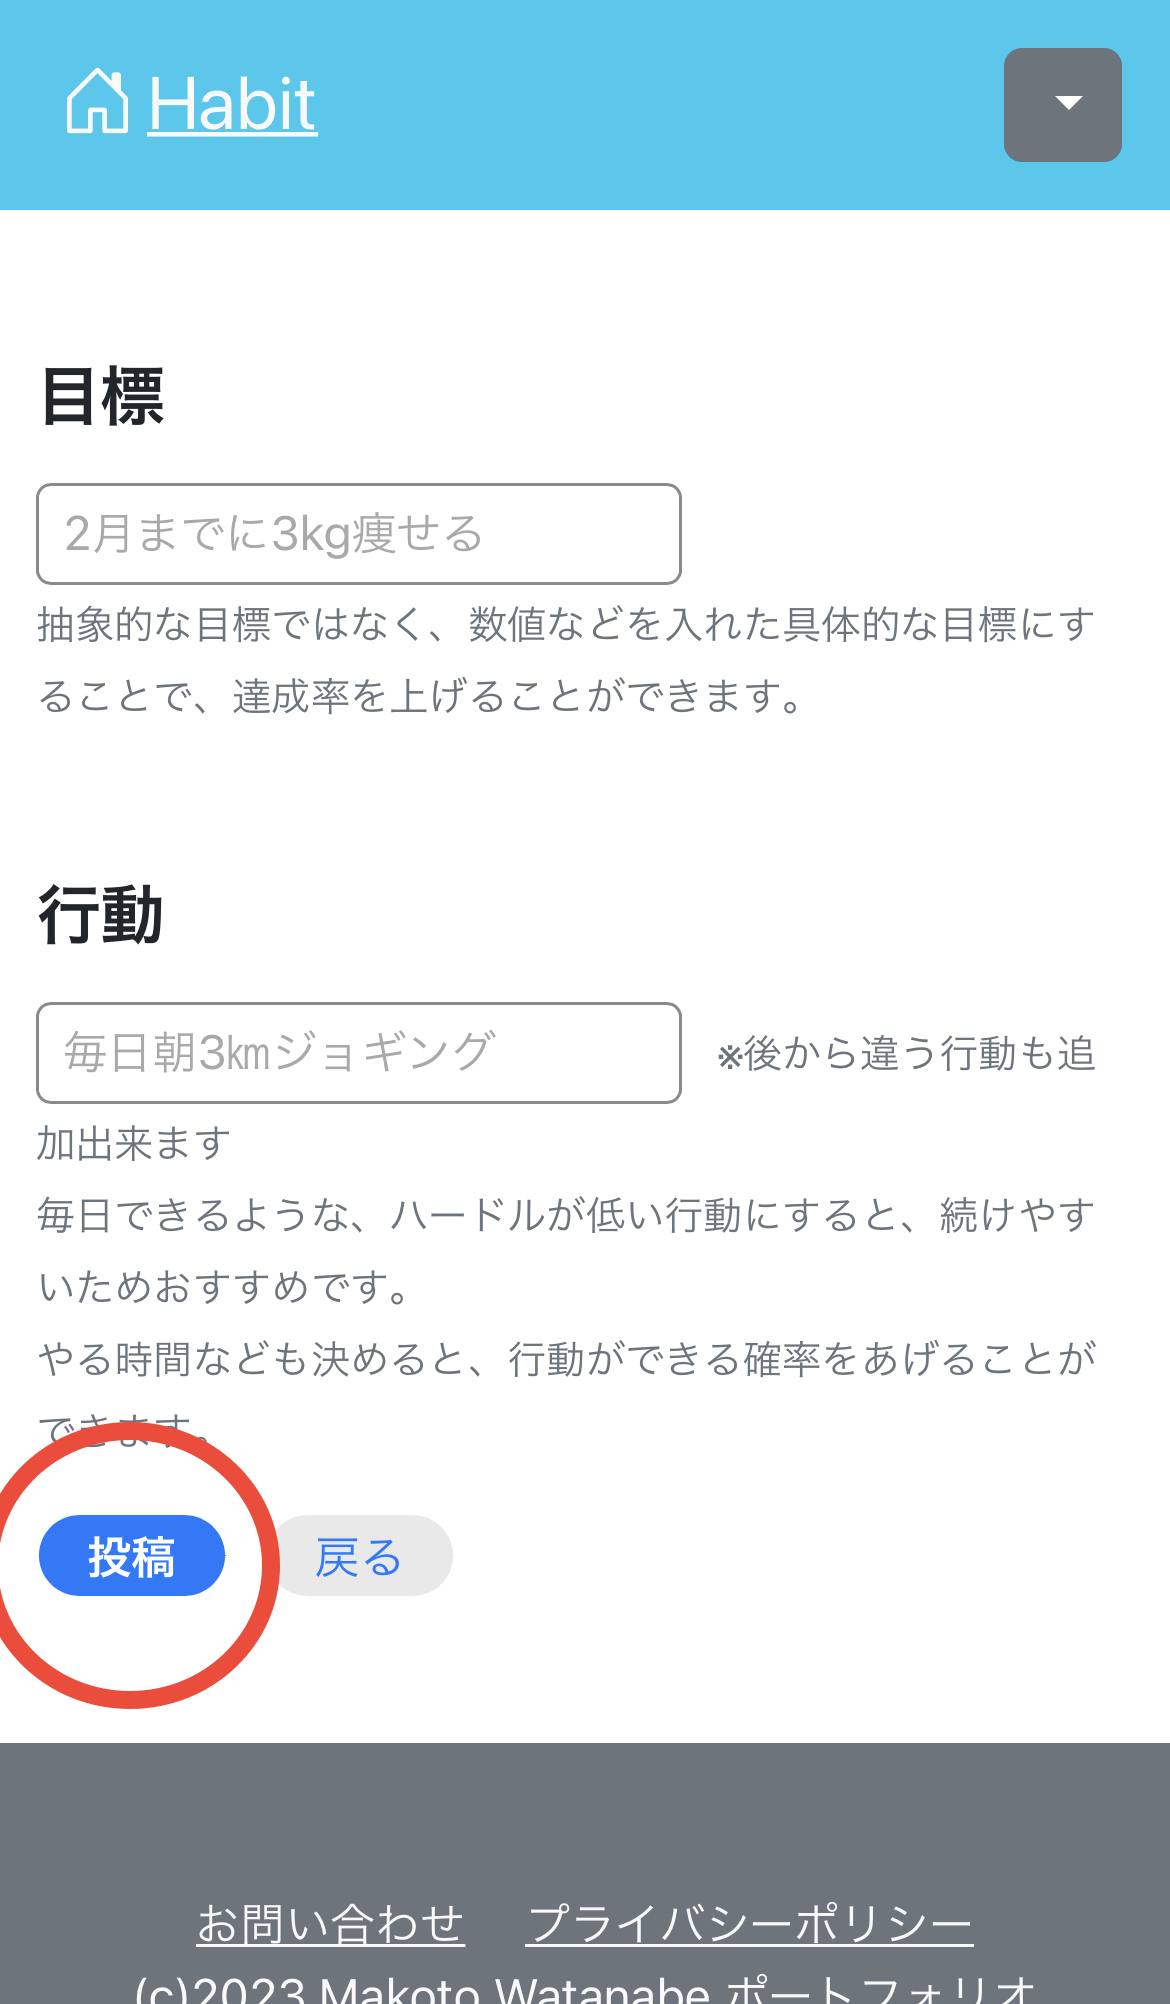 Habit
目標
2月までに3kg痩せる
抽象的な目標ではなく、数値などを入れた具体的な目標にす
ることで、達成率を上げることができます。
行動
毎日朝3㎞ジョギング ※後から違う行動も追
加出来ます
毎日できるような、ハードルが低い行動にすると、続けやす
いためおすすめです。
やる時間なども決めると、行動ができる確率をあげることが
できます。
投稿 戻る
お問い合わせ プライバシーポリシー
(c)2023 Makoto Watanabe ポートフォリオ